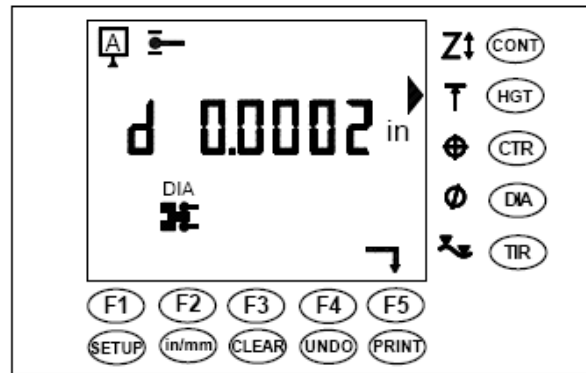 A
CONT
HGT
d 0.0002 in
CTR
DIA
DIA
TIR
F1 F2 F3 F4 F5
SETUP in/mm CLEAR UNDO PRINT